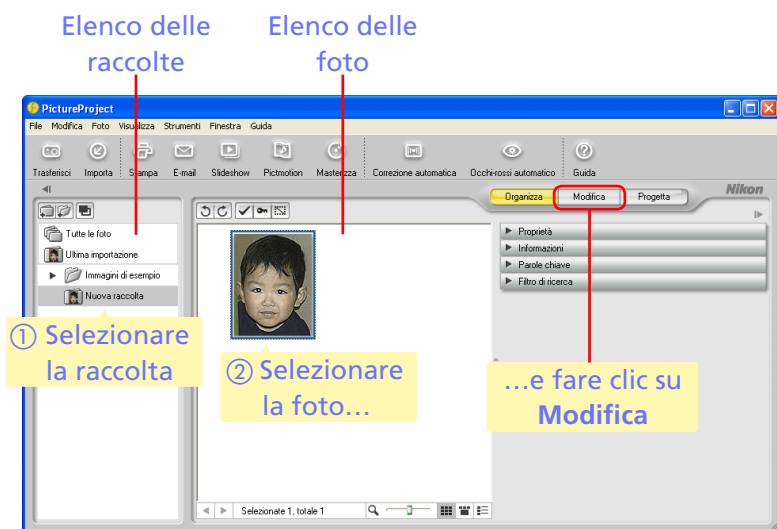 Elenco delle
raccolte
Elenco delle
foto
PictureProject
File Modifica Foto Visualizza Strumenti Finestra Guida
Trasferisci Importa Stampa E-mail Slideshow Pictmotion Masterizza Correzione automatica Occhi-rossi automatico Guida
Organizza Modifica Progetta Nikon
Tutte le foto
Ultima importazione
Immagini di esempio
Nuova raccolta
Proprietà
Informazioni
Parole chiave
Filtro di ricerca
① Selezionare
la raccolta
② Selezionare
la foto…
…e fare clic su
Modifica
Selezionate 1, totale 1